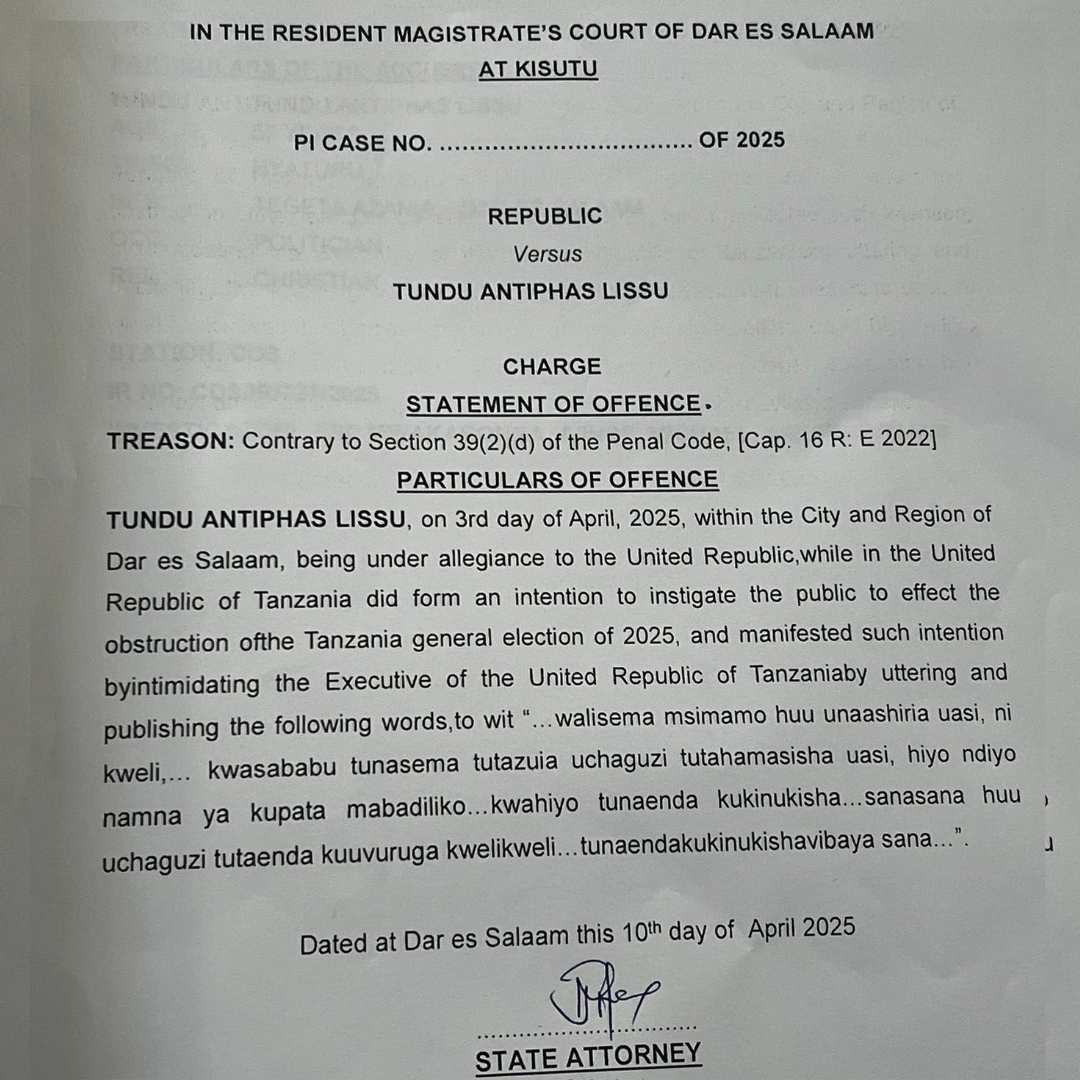 IN THE RESIDENT MAGISTRATE'S COURT OF DAR ES SALAAM
AT KISUTU
PI CASE NO. .................................. OF 2025
REPUBLIC
Versus
TUNDU ANTIPHAS LISSU
CHARGE
STATEMENT OF OFFENCE.
TREASON: Contrary to Section 39(2)(d) of the Penal Code, [Cap. 16 R: E 2022]
PARTICULARS OF OFFENCE
TUNDU ANTIPHAS LISSU, on 3rd day of April, 2025, within the City and Region of
Dar es Salaam, being under allegiance to the United Republic,while in the United
Republic of Tanzania did form an intention to instigate the public to effect the
obstruction ofthe Tanzania general election of 2025, and manifested such intention
byintimidating the Executive of the United Republic of Tanzaniaby uttering and
publishing the following words,to wit “...walisema msimamo huu unaashiria uasi, ni
kweli,... kwasababu tunasema tutazuia uchaguzi tutahamasisha uasi, hiyo ndiyo
namna ya kupata mabadiliko...kwahiyo tunaenda kukinukisha...sanasana huu
uchaguzi tutaenda kuuvuruga kwelikweli...tunaendakukinukishavibaya sana...”.
Dated at Dar es Salaam this 10th day of April 2025
STATE ATTORNEY